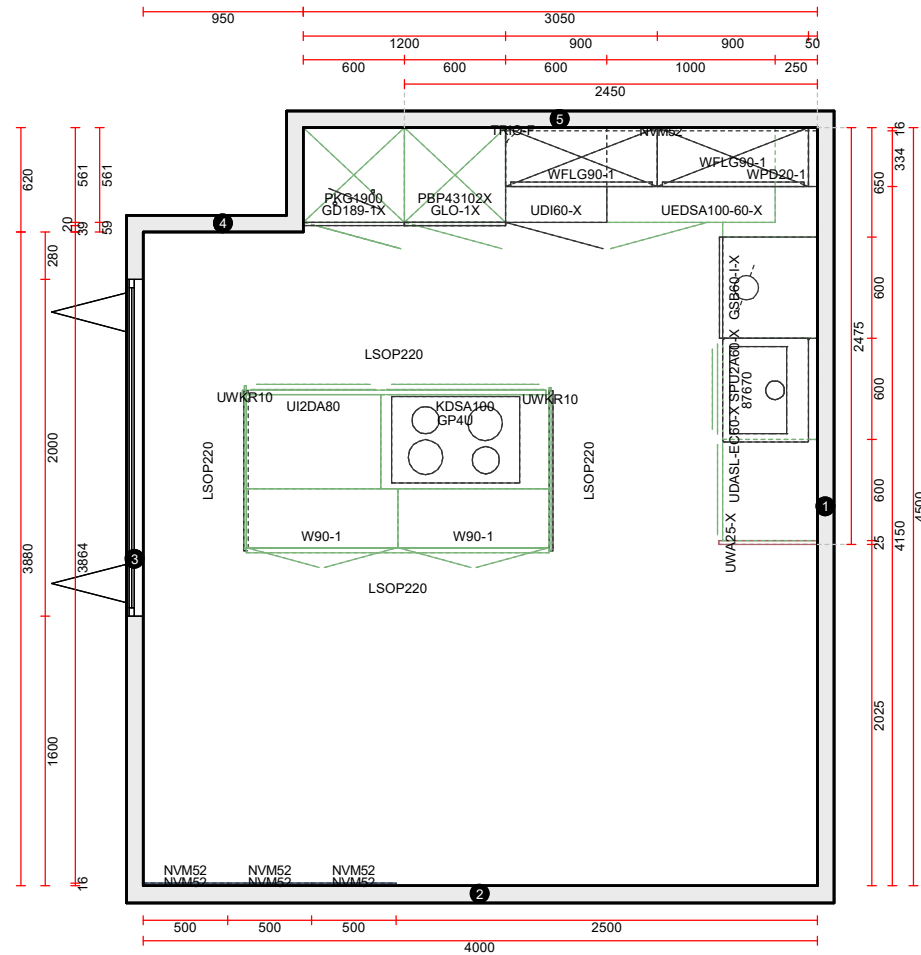 950
3050
1200
900
900
50
600
600
600
1000
250
2450
5
TRIO-F
NVM52
WFLG90-1
WFLG90-1
WPD20-1
PKG1900
PBP43102X
GD189-1X
GLO-1X
UDI60-X
UEDSA100-60-X
4
620
561
561
20
39
59
280
2000
3880
3864
1600
16
3
16
334
650
600
2475
600
600
1
4150
4500
25
2025
GSB60-I-X
SPU2A60-X
87670
UDASL-EC60-X
UWA25-X
LSOP220
UWKR10
UWKR10
UI2DA80
KDSA100
GP4U
LSOP220
LSOP220
W90-1
W90-1
LSOP220
NVM52
NVM52
NVM52
NVM52
NVM52
NVM52
2
500
500
500
2500
4000